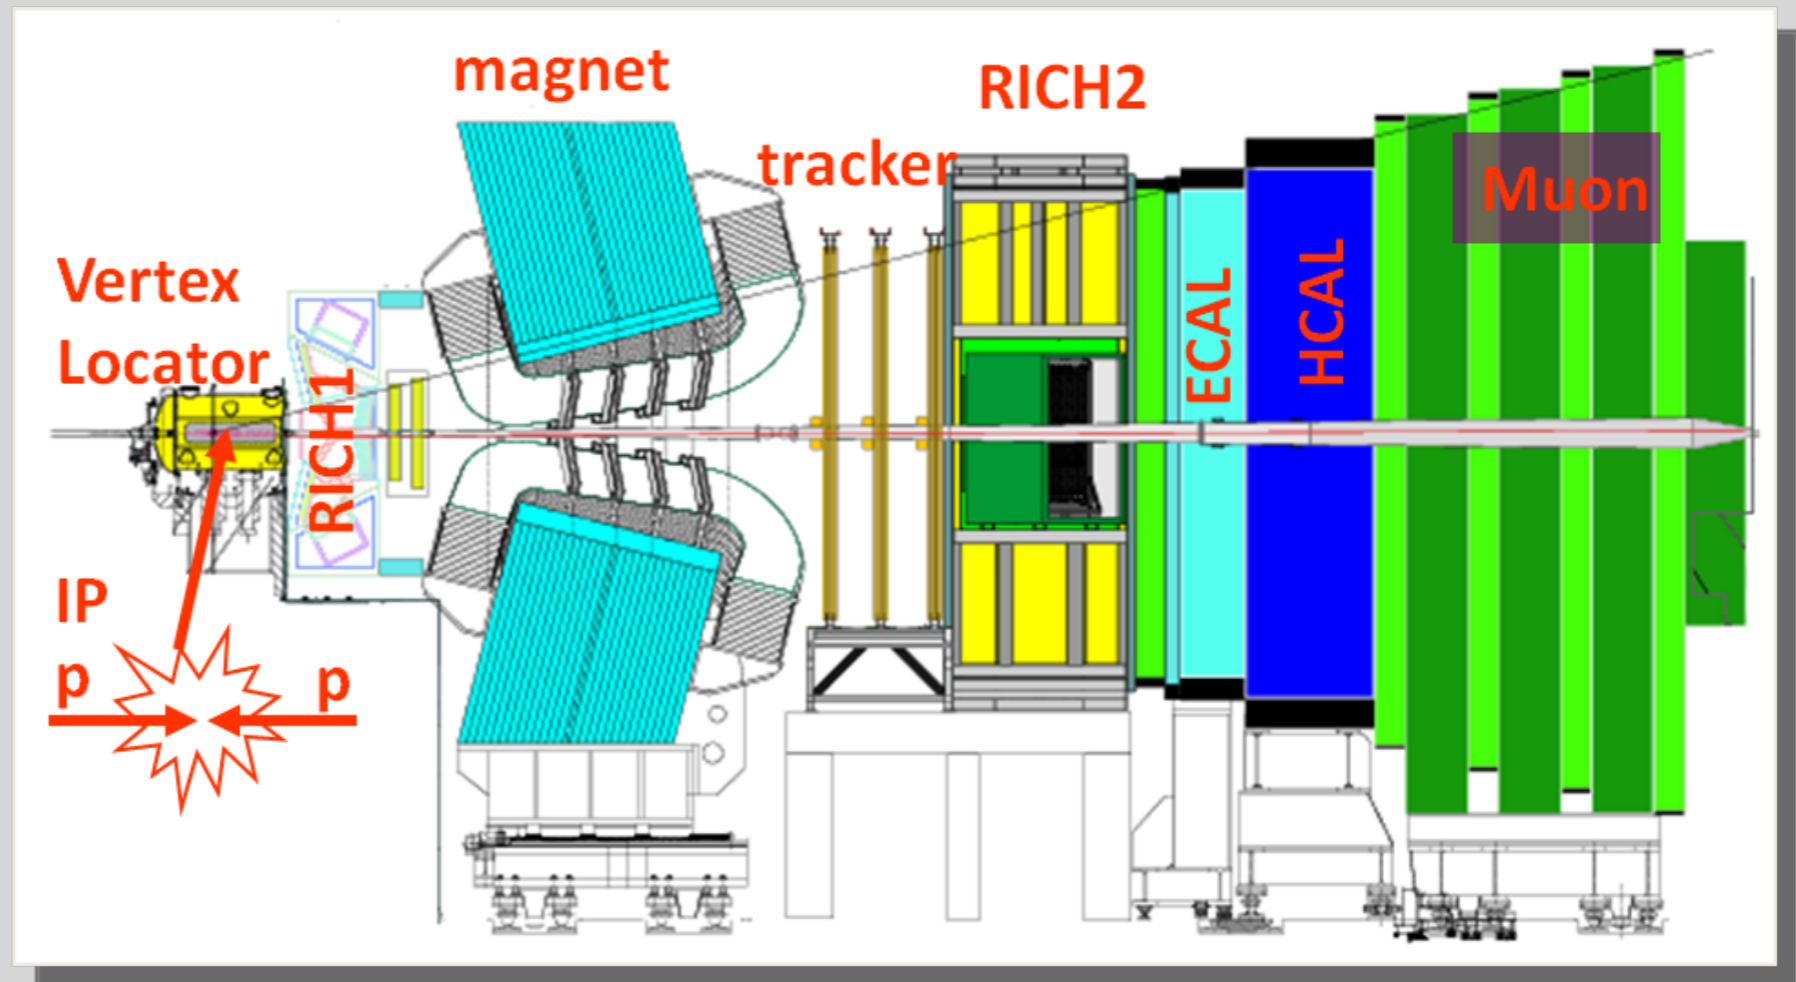 magnet
RICH2
tracker
Muon
Vertex
Locator
RICH1
ECAL
HCAL
IP
p
p